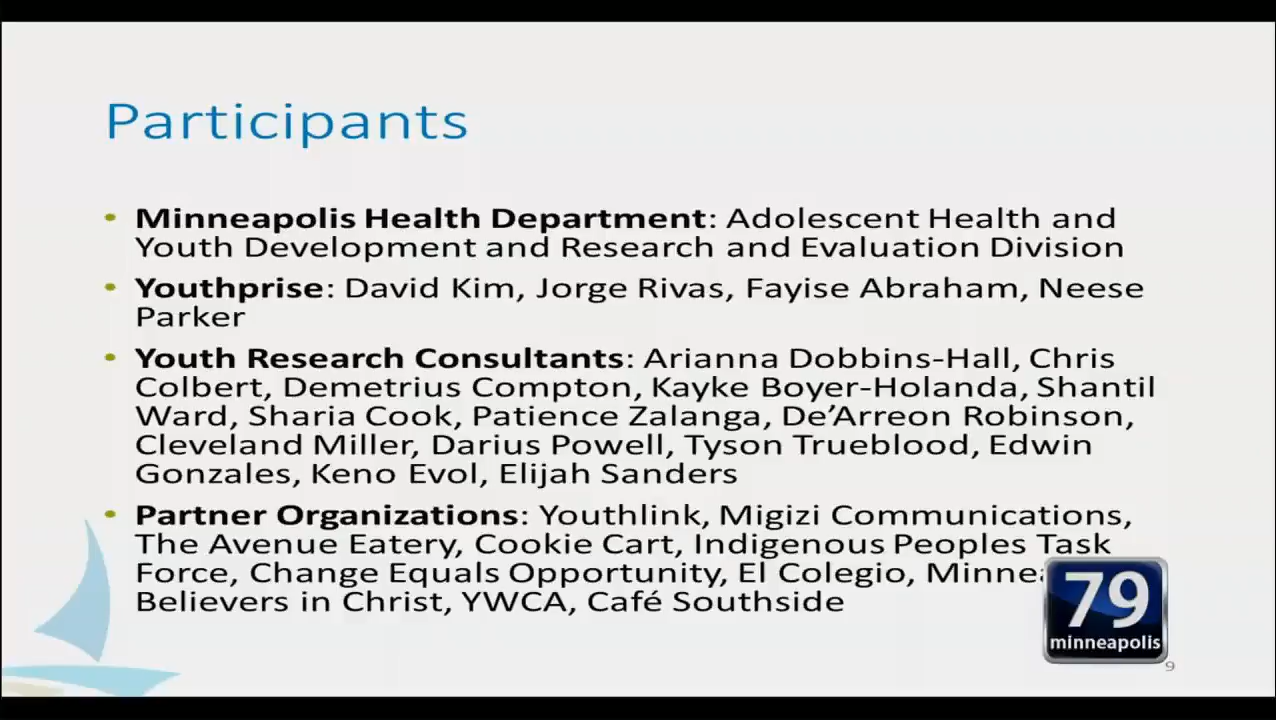 Participants
• Minneapolis Health Department: Adolescent Health and
Youth Development and Research and Evaluation Division
• Youthprise: David Kim, Jorge Rivas, Fayise Abraham, Neese
Parker
• Youth Research Consultants: Arianna Dobbins-Hall, Chris
Colbert, Demetrius Compton, Kayke Boyer-Holanda, Shantil
Ward, Sharia Cook, Patience Zalanga, De’Arreon Robinson,
Cleveland Miller, Darius Powell, Tyson Trueblood, Edwin
Gonzales, Keno Evol, Elijah Sanders
• Partner Organizations: Youthlink, Migizi Communications,
The Avenue Eatery, Cookie Cart, Indigenous Peoples Task
Force, Change Equals Opportunity, El Colegio,
Believers in Christ, YWCA, Café Southside
79
minneapolis
9